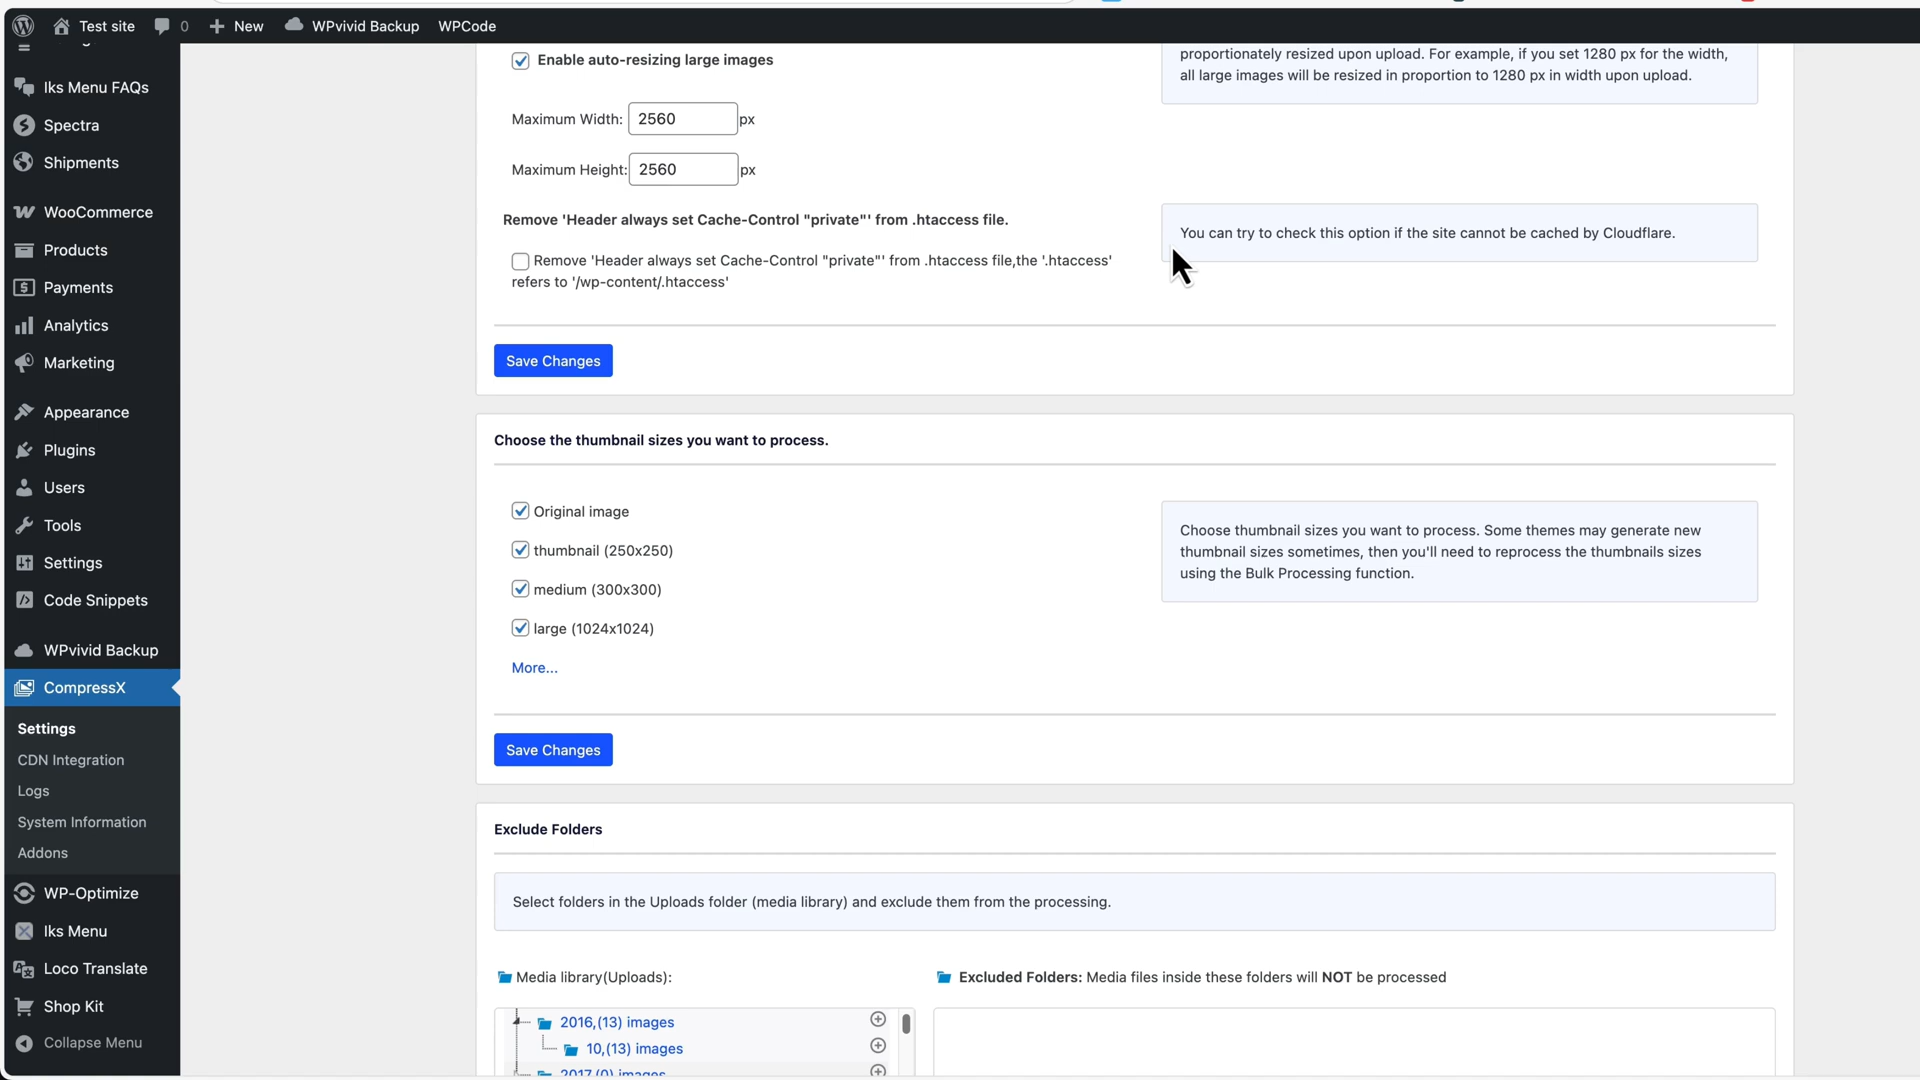 Test site
0
New
WPvivid Backup
WPCode
Iks Menu FAQs
Spectra
Shipments
WooCommerce
Products
Payments
Analytics
Marketing
Appearance
Plugins
Users
Tools
Settings
Code Snippets
WPvivid Backup
CompressX
Settings
CDN Integration
Logs
System Information
Addons
WP-Optimize
Iks Menu
Loco Translate
Shop Kit
Collapse Menu
Enable auto-resizing large images
proportionately resized upon upload. For example, if you set 1280 px for the width,
all large images will be resized in proportion to 1280 px in width upon upload.
Maximum Width: 2560 px
Maximum Height: 2560 px
Remove 'Header always set Cache-Control "private"' from .htaccess file.
You can try to check this option if the site cannot be cached by Cloudflare.
Remove 'Header always set Cache-Control "private"' from .htaccess file,the '.htaccess'
refers to '/wp-content/.htaccess'
Save Changes
Choose the thumbnail sizes you want to process.
Original image
thumbnail (250x250)
medium (300x300)
large (1024x1024)
More...
Choose thumbnail sizes you want to process. Some themes may generate new
thumbnail sizes sometimes, then you'll need to reprocess the thumbnails sizes
using the Bulk Processing function.
Save Changes
Exclude Folders
Select folders in the Uploads folder (media library) and exclude them from the processing.
Media library(Uploads):
Excluded Folders: Media files inside these folders will NOT be processed
2016,(13) images
10,(13) images
2017,(0) images